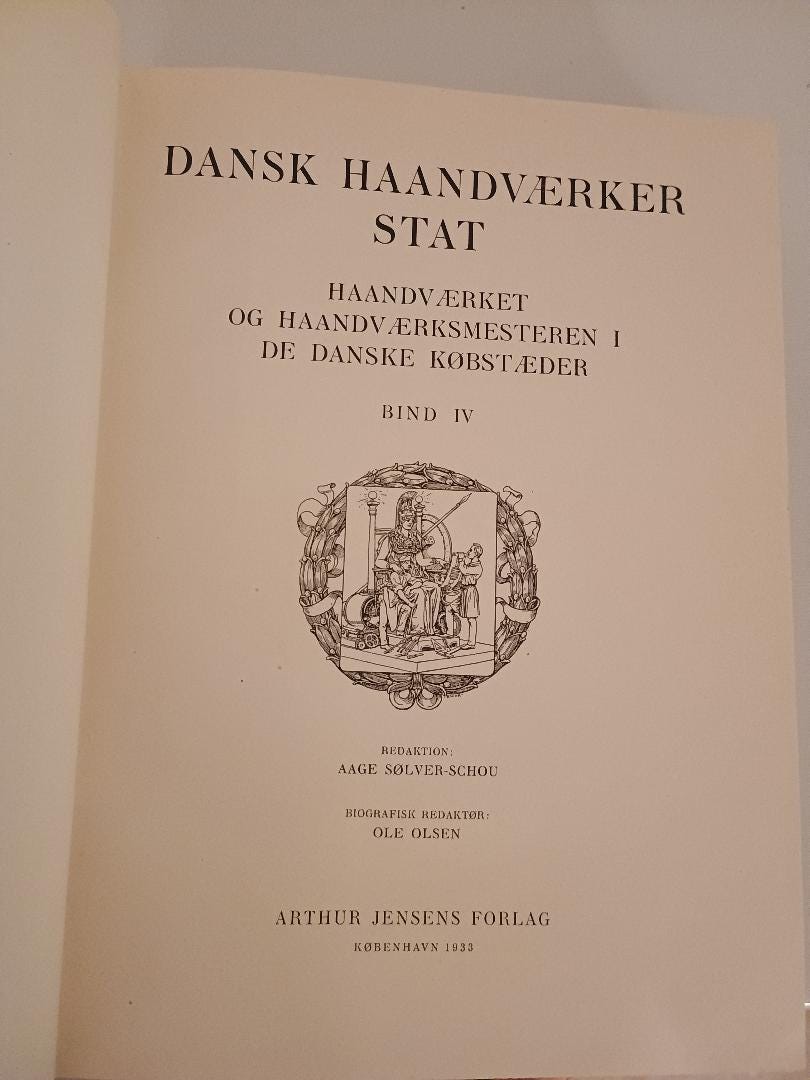 DANSK HAANDVÆRKER
STAT
HAANDVÆRKET
OG HAANDVÆRKSMESTEREN I
DE DANSKE KØBSTÆDER
BIND IV
REDAKTION:
AAGE SØLVER-SCHOU
BIOGRAFISK REDAKTØR:
OLE OLSEN
ARTHUR JENSENS FORLAG
KØBENHAVN 1933